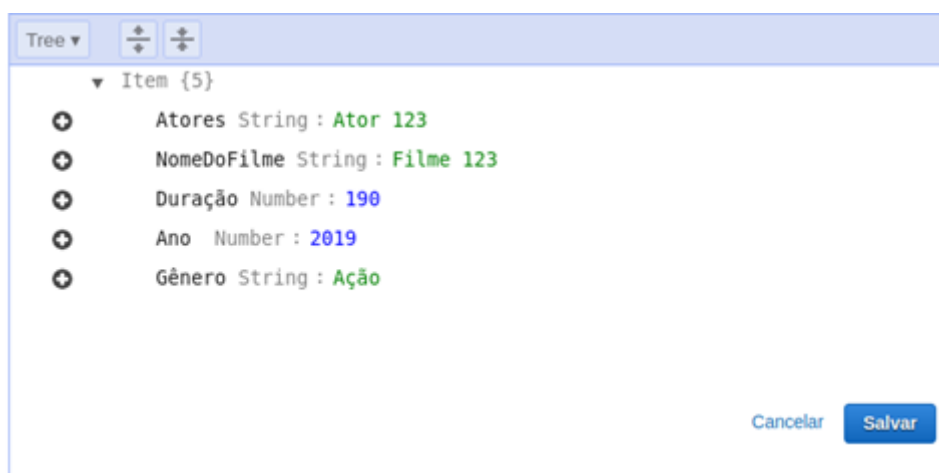 Tree ▾
▼ Item {5}
Atores String : Ator 123
NomeDoFilme String : Filme 123
Duração Number : 190
Ano Number : 2019
Gênero String : Ação
Cancelar Salvar